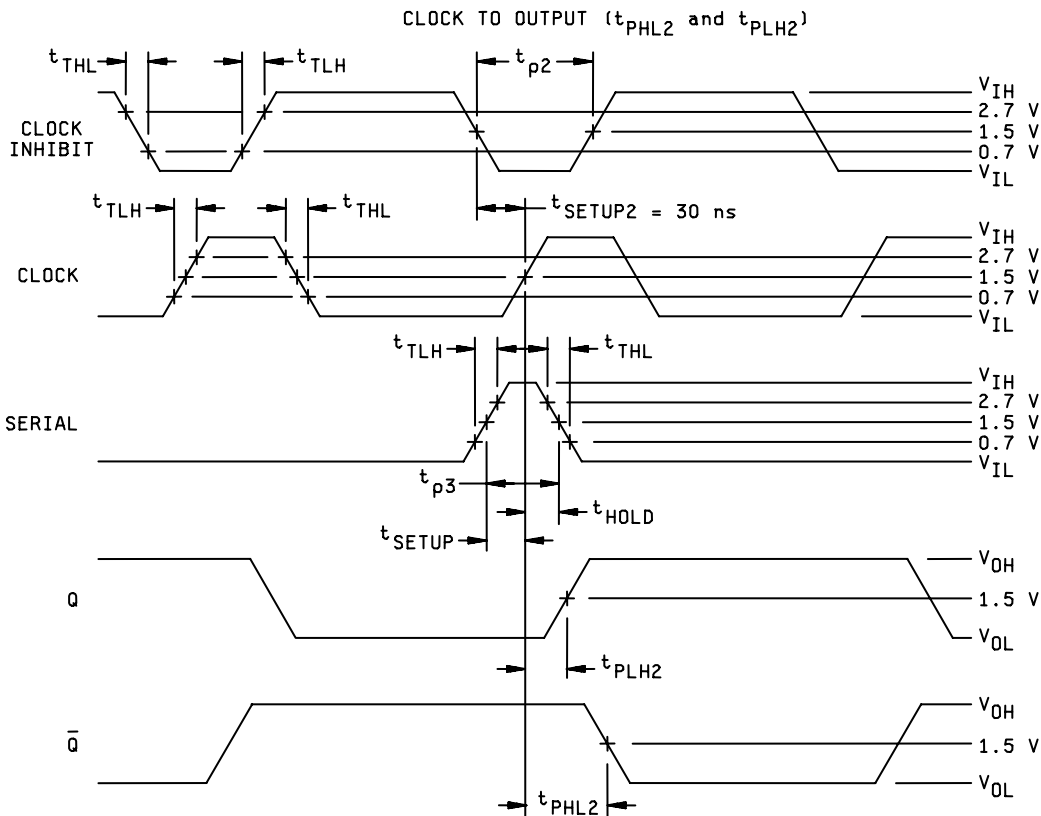 CLOCK TO OUTPUT (tPHL2 and tPLH2)
tTHL
tTLH
tp2
CLOCK
INHIBIT
VIH
2.7 V
1.5 V
0.7 V
VIL
tTLH
tTHL
tSETUP2 = 30 ns
CLOCK
VIH
2.7 V
1.5 V
0.7 V
VIL
tTLH
tTHL
SERIAL
VIH
2.7 V
1.5 V
0.7 V
VIL
tp3
tHOLD
tSETUP
Q
VOH
1.5 V
VOL
tPLH2
Q̅
VOH
1.5 V
VOL
tPHL2